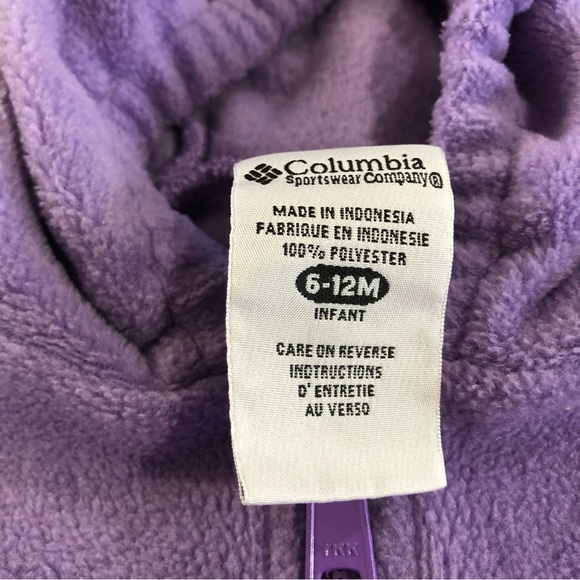 Columbia
Sportswear Company®
MADE IN INDONESIA
FABRIQUE EN INDONESIE
100% POLYESTER
6-12M
INFANT
CARE ON REVERSE
INDTRUCTIONS
D' ENTRETIE
AU VERSO
YKK